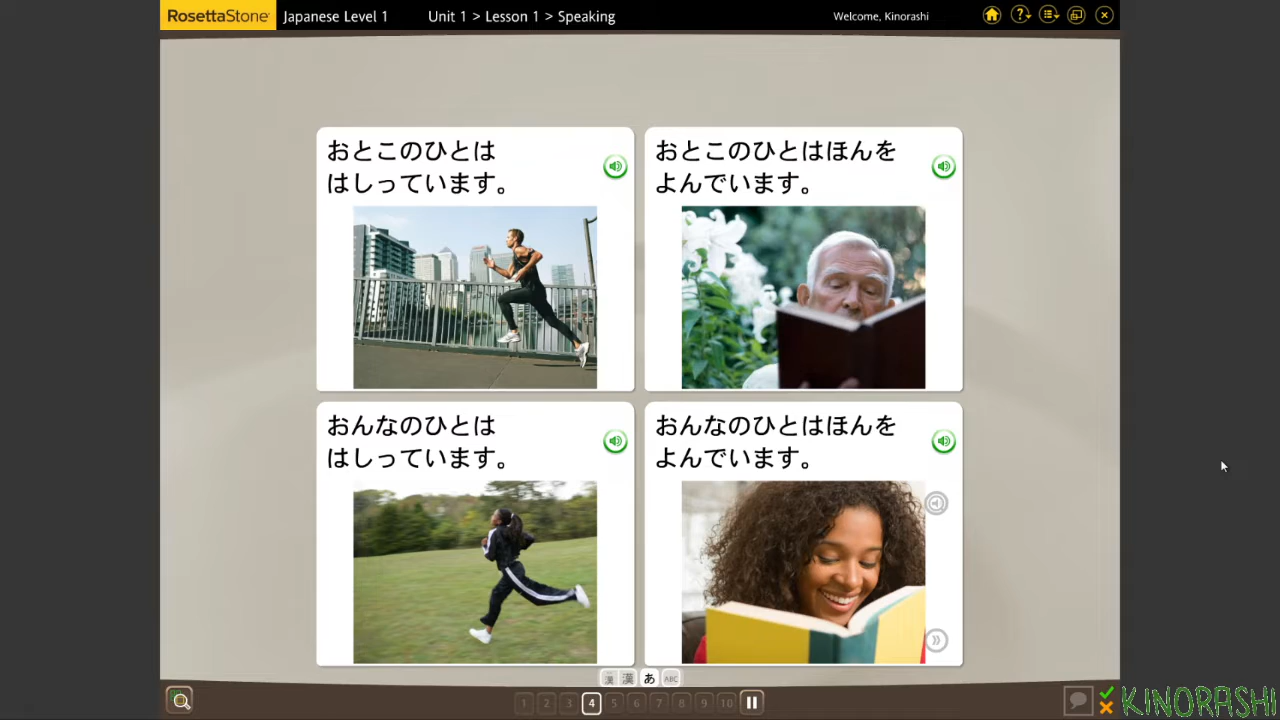 RosettaStone
Japanese Level 1
Unit 1 > Lesson 1 > Speaking
Welcome, Kinorashi
おとこのひとは
はしっています。
おとこのひとはほんを
よんでいます。
おんなのひとは
はしっています。
おんなのひとはほんを
よんでいます。
漢 漢 あ ABC
1 2 3 4 5 6 7 8 9 10
KINORASHI